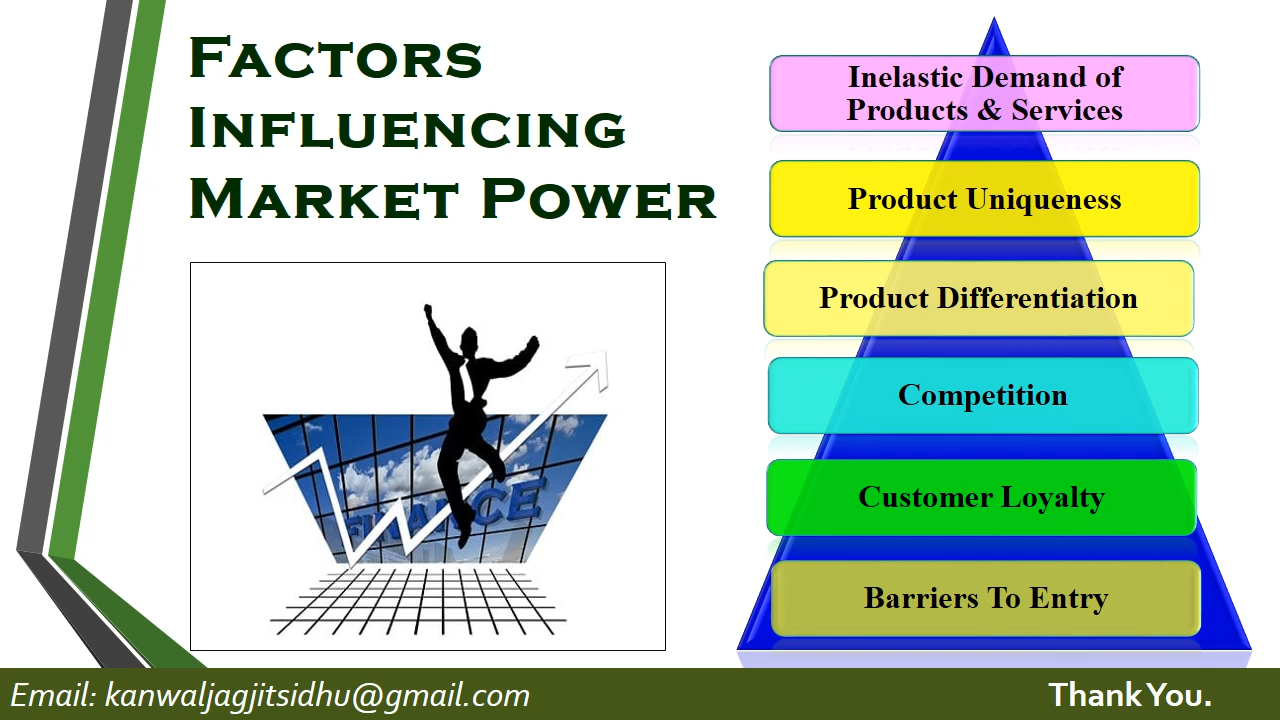 FACTORS
INFLUENCING
MARKET POWER
Inelastic Demand of
Products & Services
Product Uniqueness
Product Differentiation
Competition
Customer Loyalty
Barriers To Entry
FINANCE
Email: kanwaljagjitsidhu@gmail.com
Thank You.